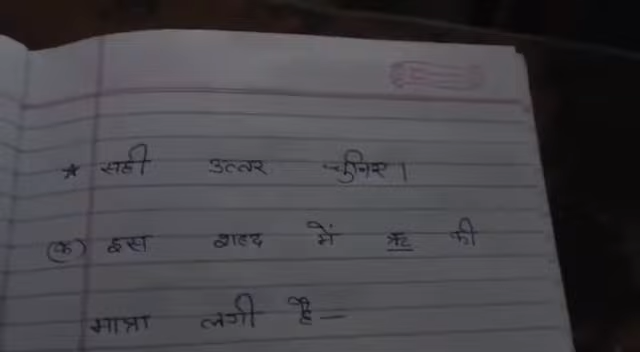 * सही उत्तर चुनिए।
(क) इस शब्द में ऋ की
मात्रा लगी है —